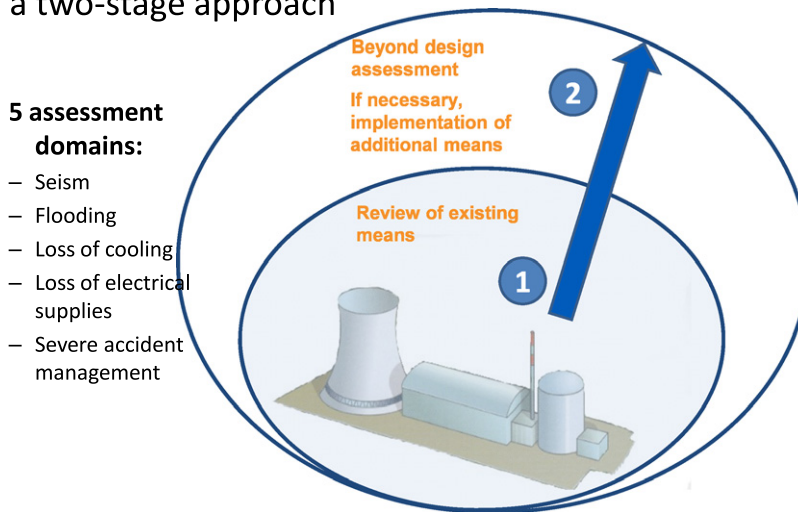 a two-stage approach
5 assessment
domains:
– Seism
– Flooding
– Loss of cooling
– Loss of electrical
supplies
– Severe accident
management
Beyond design
assessment
If necessary,
implementation of
additional means
2
Review of existing
means
1